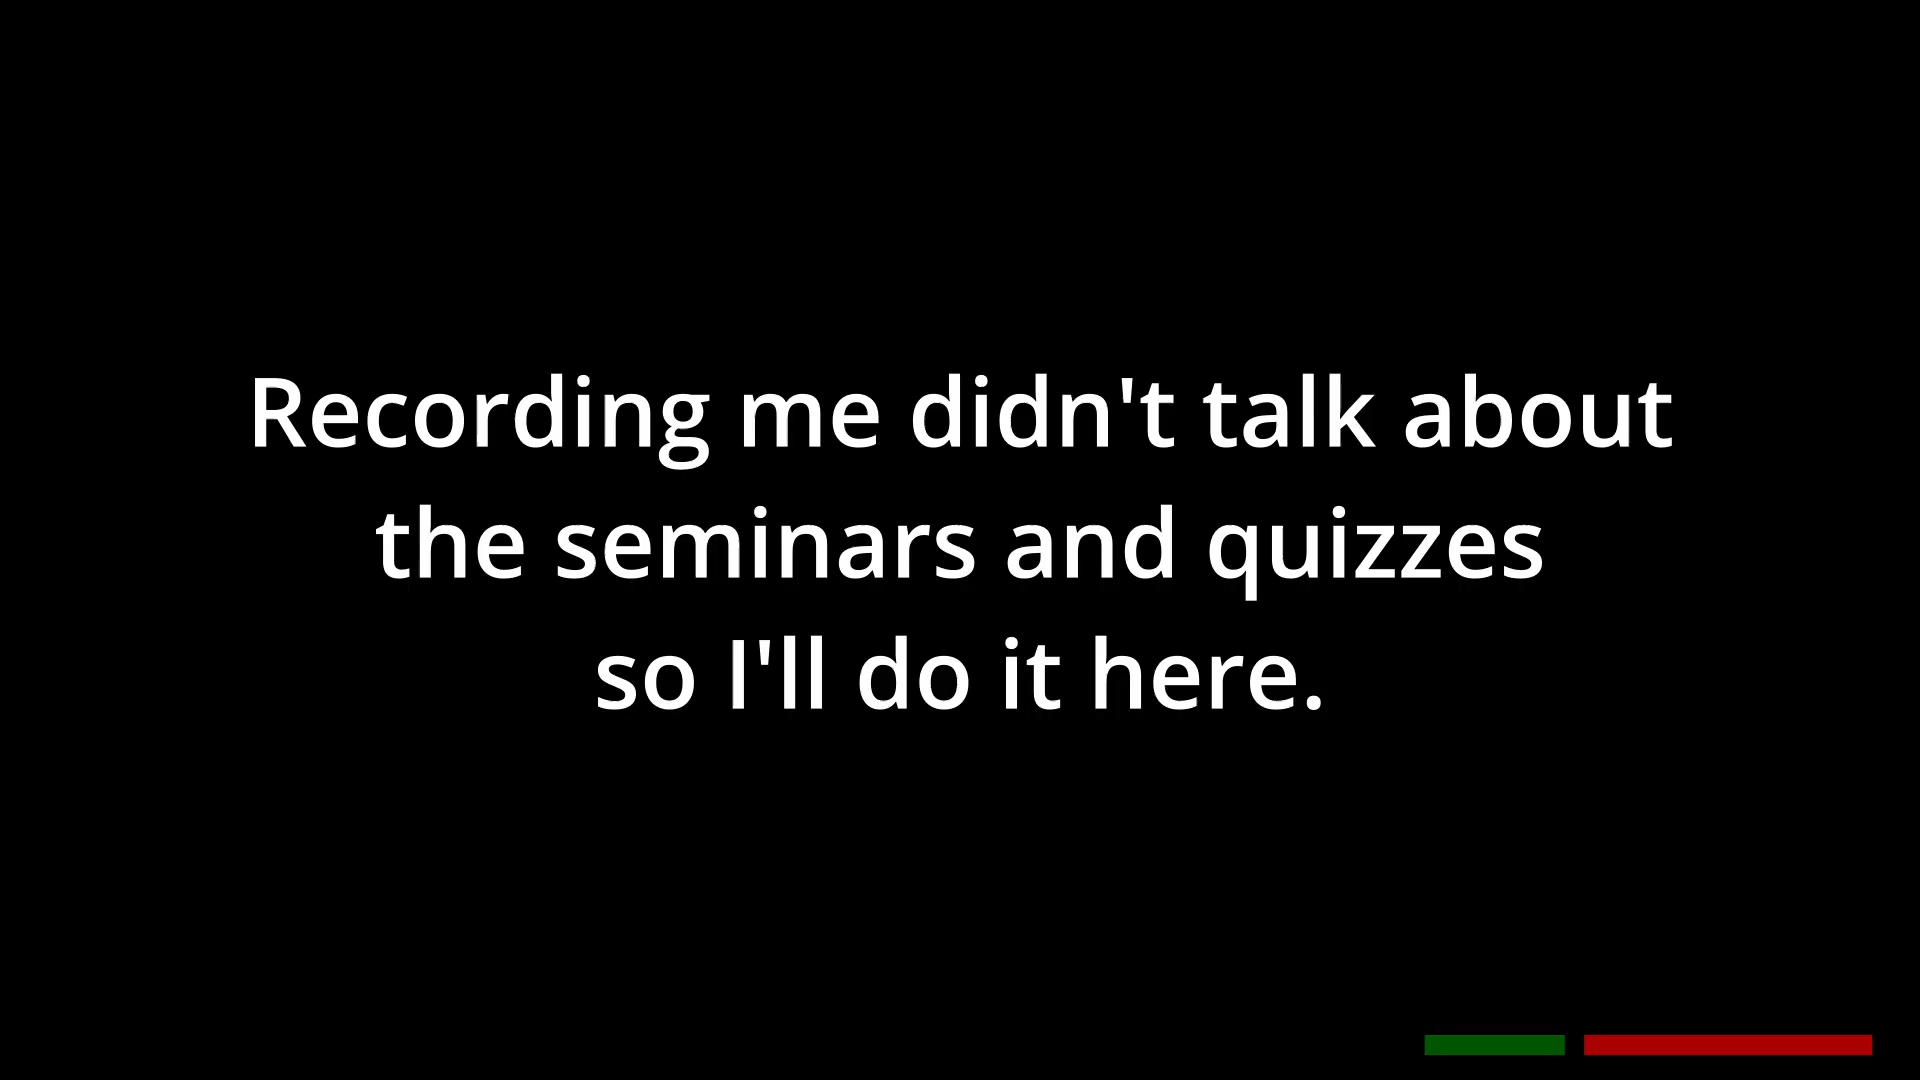 Recording me didn't talk about
the seminars and quizzes
so I'll do it here.